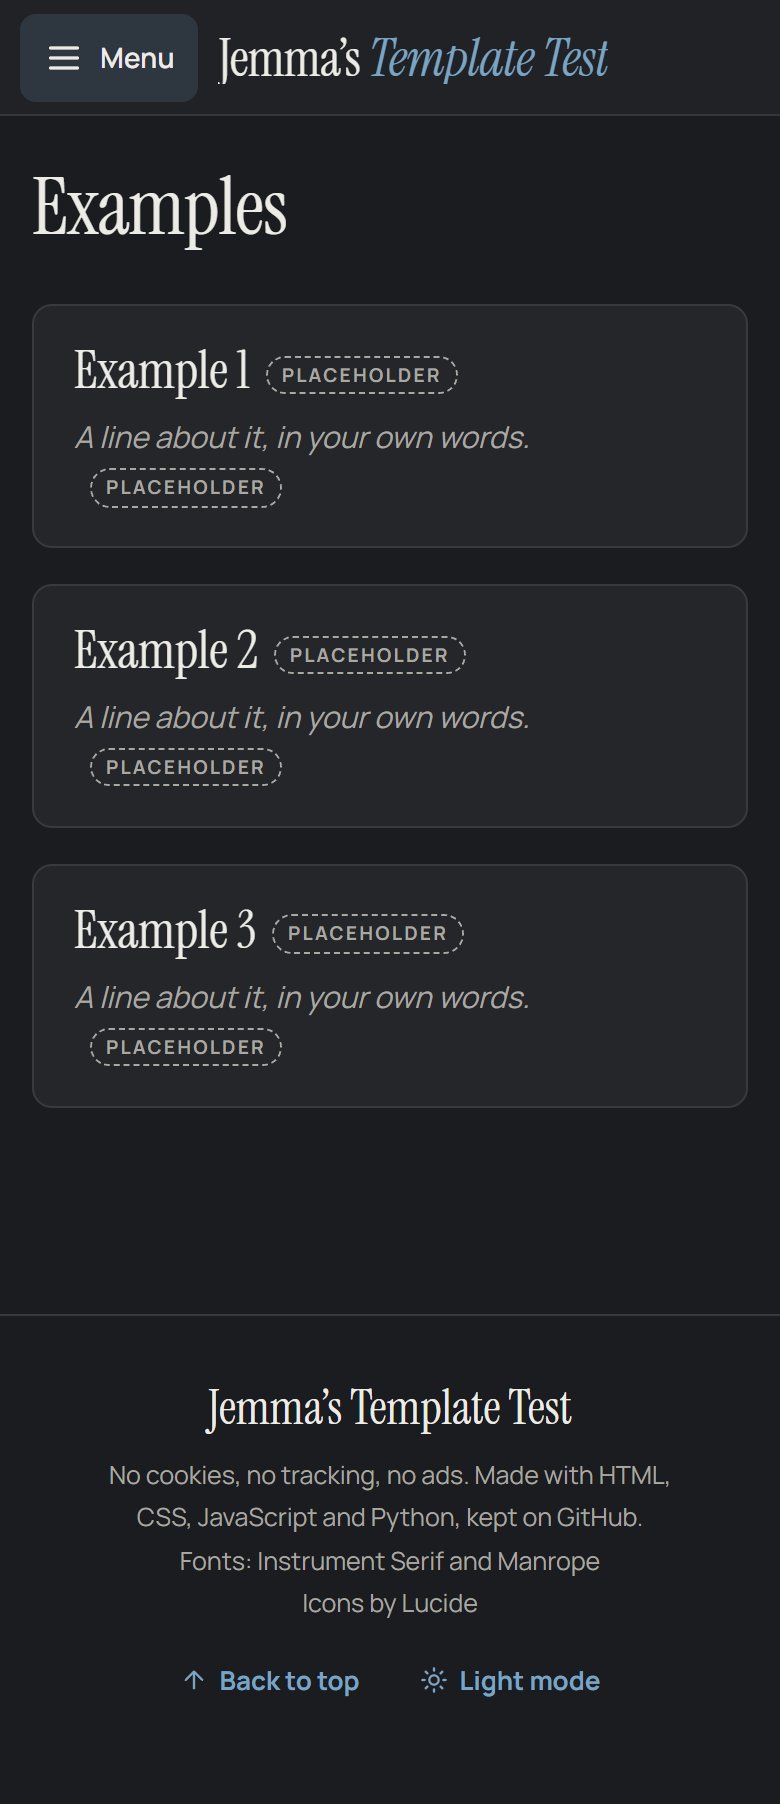 Menu
Jemma’s Template Test
Examples
Example 1 PLACEHOLDER
A line about it, in your own words.
PLACEHOLDER
Example 2 PLACEHOLDER
A line about it, in your own words.
PLACEHOLDER
Example 3 PLACEHOLDER
A line about it, in your own words.
PLACEHOLDER
Jemma’s Template Test
No cookies, no tracking, no ads. Made with HTML,
CSS, JavaScript and Python, kept on GitHub.
Fonts: Instrument Serif and Manrope
Icons by Lucide
Back to top
Light mode